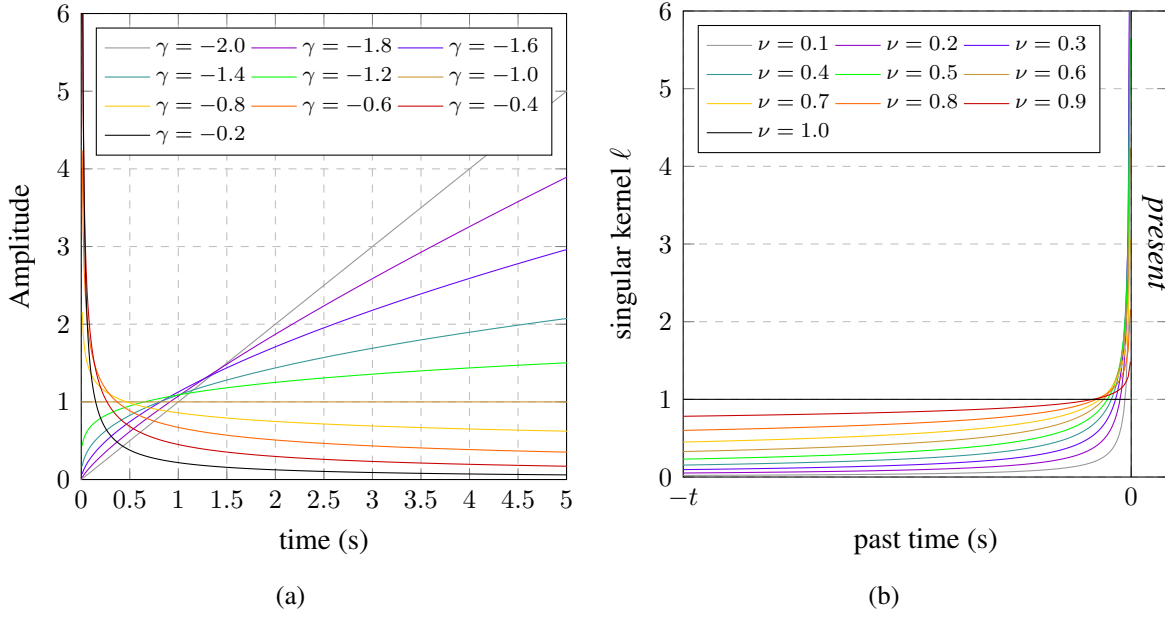 6
5
4
3
2
1
0
Amplitude
γ = −2.0 γ = −1.8 γ = −1.6
γ = −1.4 γ = −1.2 γ = −1.0
γ = −0.8 γ = −0.6 γ = −0.4
γ = −0.2
0 0.5 1 1.5 2 2.5 3 3.5 4 4.5 5
time (s)
(a)
6
5
4
3
2
1
0
singular kernel ℓ
ν = 0.1 ν = 0.2 ν = 0.3
ν = 0.4 ν = 0.5 ν = 0.6
ν = 0.7 ν = 0.8 ν = 0.9
ν = 1.0
present
−t 0
past time (s)
(b)